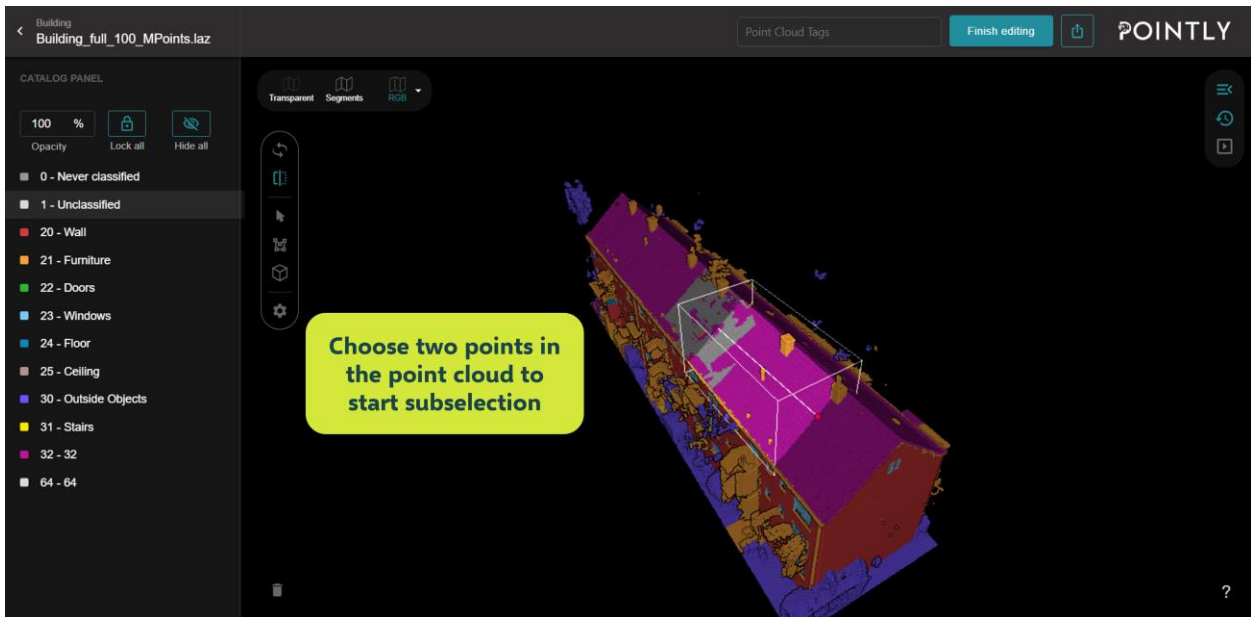 Building
Building_full_100_MPoints.laz
Point Cloud Tags
Finish editing
POINTLY
CATALOG PANEL
100 %
Opacity
Lock all
Hide all
0 - Never classified
1 - Unclassified
20 - Wall
21 - Furniture
22 - Doors
23 - Windows
24 - Floor
25 - Ceiling
30 - Outside Objects
31 - Stairs
32 - 32
64 - 64
Transparent
Segments
RGB
Choose two points in
the point cloud to
start subselection
?